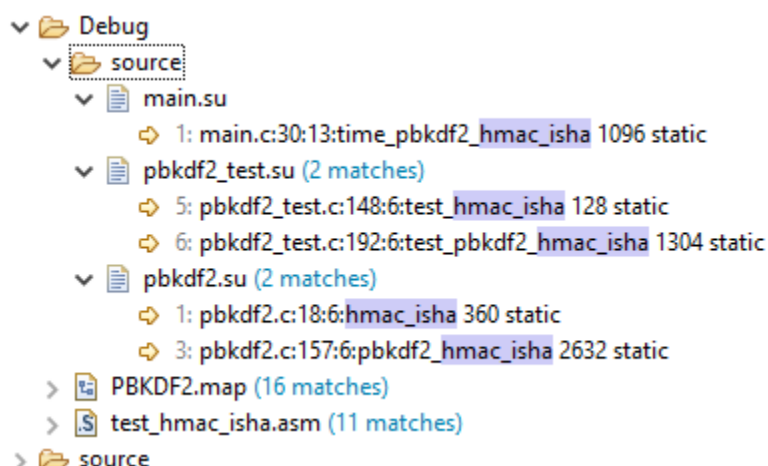 Debug
source
main.su
1: main.c:30:13:time_pbkdf2_hmac_isha 1096 static
pbkdf2_test.su (2 matches)
5: pbkdf2_test.c:148:6:test_hmac_isha 128 static
6: pbkdf2_test.c:192:6:test_pbkdf2_hmac_isha 1304 static
pbkdf2.su (2 matches)
1: pbkdf2.c:18:6:hmac_isha 360 static
3: pbkdf2.c:157:6:pbkdf2_hmac_isha 2632 static
PBKDF2.map (16 matches)
.S test_hmac_isha.asm (11 matches)
source